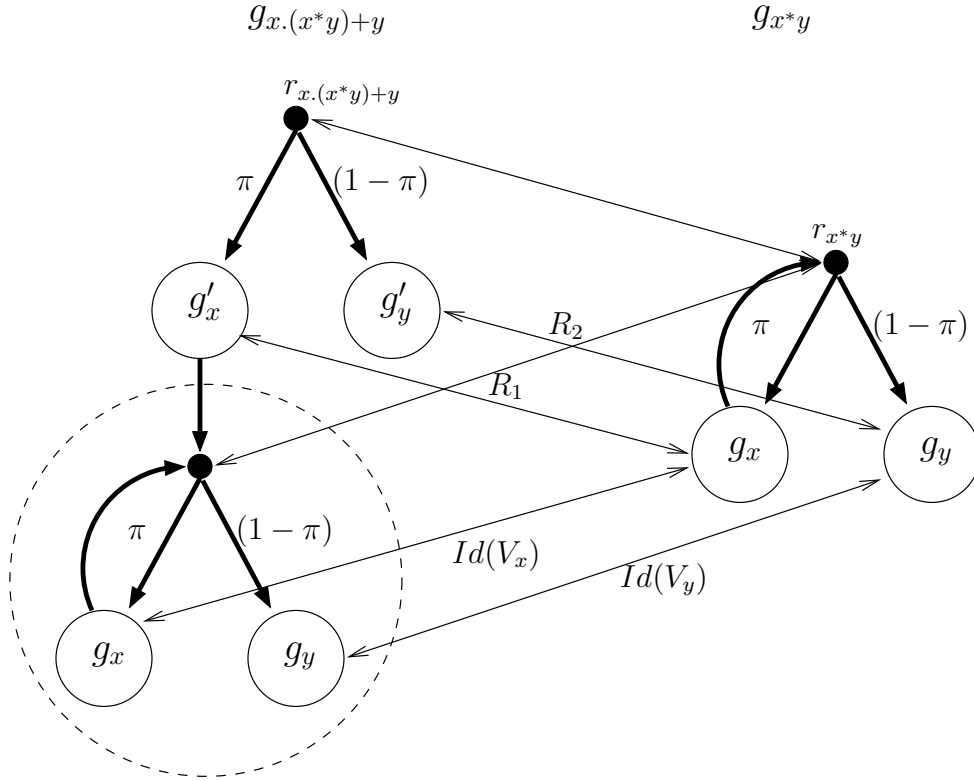 g_{x.(x^*y)+y} g_{x^*y}
r_{x.(x^*y)+y}
π (1 − π)
r_{x^*y}
g'_x g'_y
R_2 π (1 − π)
R_1
g_x g_y
π (1 − π)
Id(V_x)
Id(V_y)
g_x g_y